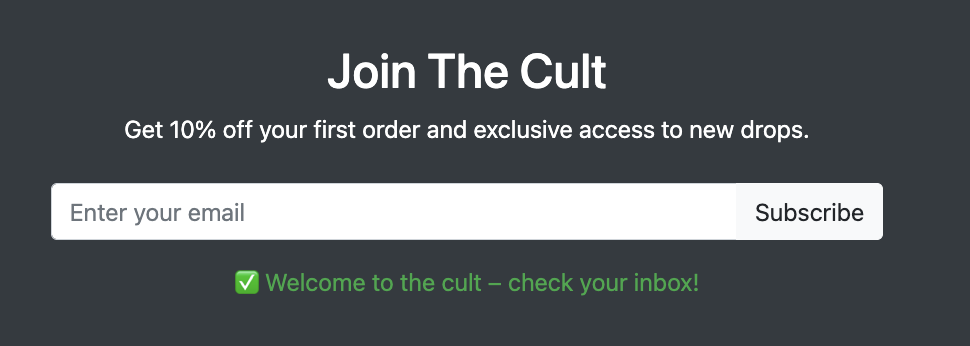 Join The Cult
Get 10% off your first order and exclusive access to new drops.
Enter your email
Subscribe
✅ Welcome to the cult – check your inbox!